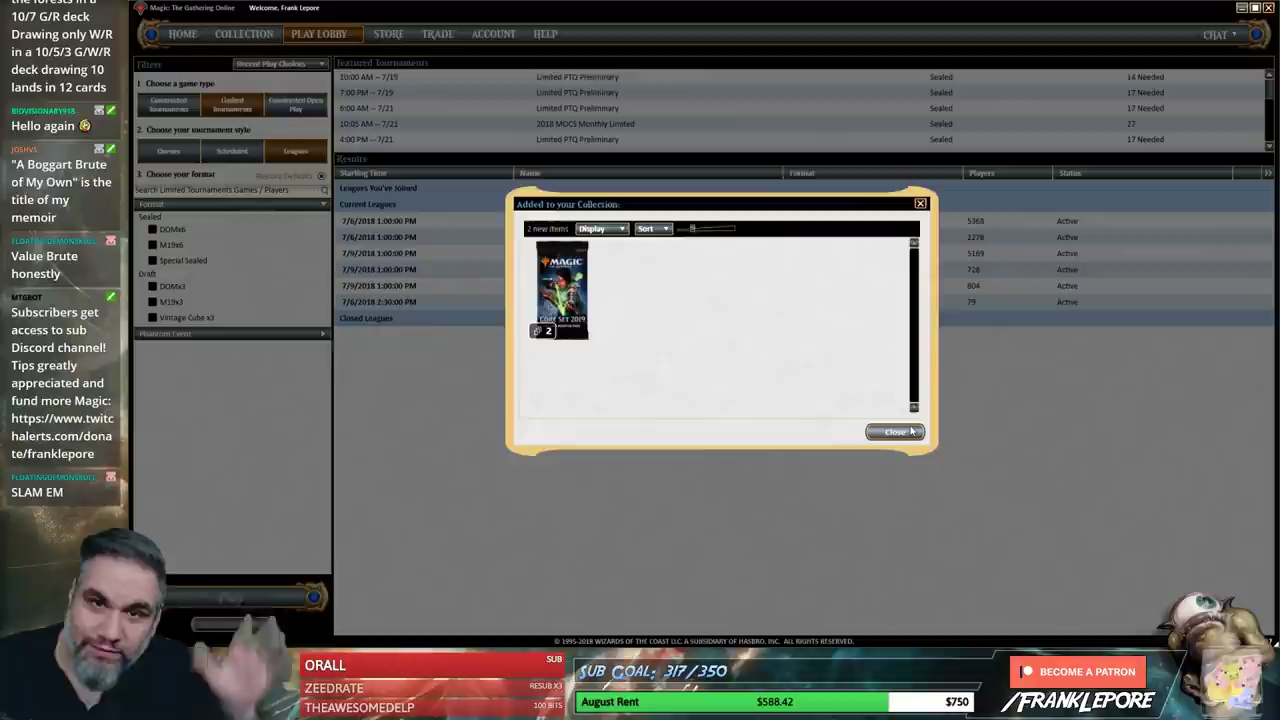 the forests in a
10/7 G/R deck
Drawing only W/R
in a 10/5/3 G/W/R
deck drawing 10
lands in 12 cards
BIOVISIONARY918
Hello again
JOSHVS
"A Boggart Brute
of My Own" is the
title of my
memoir
FLOATINGDEMONSKULL
Value Brute
honestly
MTGBOT
Subscribers get
access to sub
Discord channel!
Tips greatly
appreciated and
fund more Magic:
https://www.twitc
halerts.com/dona
te/franklepore
FLOATINGDEMONSKULL
SLAM EM
Magic: The Gathering Online Welcome, Frank Lepore
HOME COLLECTION PLAY LOBBY STORE TRADE ACCOUNT HELP CHAT
Filters Recent Play Choices
1 Choose a game type
Constructed Tournaments Limited Tournaments Constructed Open Play
2. Choose your tournament style
Queues Scheduled Leagues
3. Choose your format Restore Defaults
Search Limited Tournaments Games / Players
Format
Sealed
DOMx6
M19x6
Special Sealed
Draft
DOMx3
M19x3
Vintage Cube x3
Phantom Event
Featured Tournaments
10:00 AM -- 7/19 Limited PTQ Preliminary Sealed 14 Needed
7:00 PM -- 7/19 Limited PTQ Preliminary Sealed 17 Needed
6:00 AM -- 7/21 Limited PTQ Preliminary Sealed 17 Needed
10:05 AM -- 7/21 2018 MOCS Monthly Limited Sealed 27
4:00 PM -- 7/21 Limited PTQ Preliminary Sealed 17 Needed
Results
Starting Time Name Format Players Status
Leagues You've Joined
Current Leagues
7/6/2018 1:00:00 PM 5368 Active
7/6/2018 1:00:00 PM 2278 Active
7/9/2018 1:00:00 PM 5169 Active
7/9/2018 1:00:00 PM 728 Active
7/9/2018 1:00:00 PM 804 Active
7/6/2018 2:30:00 PM 79 Active
Closed Leagues
Added to your Collection:
2 new items Display Sort
MAGIC
CORE SET 2019
2
Close
© 1995-2018 WIZARDS OF THE COAST LLC, A SUBSIDIARY OF HASBRO, INC. ALL RIGHTS RESERVED.
ORALL SUB
ZEEDRATE RESUB X3
THEAWESOMEDELP 100 BITS
SUB GOAL: 317/350
August Rent $588.42 $750
BECOME A PATRON
/FRANKLEPORE